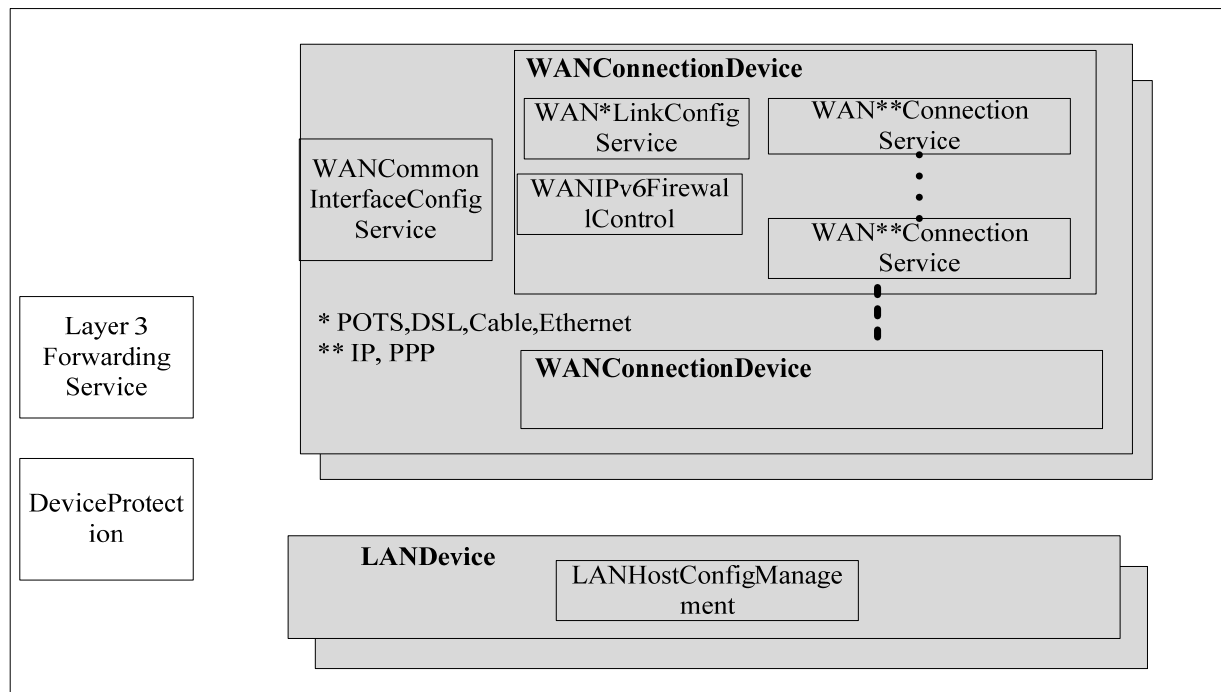 WANConnectionDevice
WAN*LinkConfig
Service
WAN**Connection
Service
WANCommon
InterfaceConfig
Service
WANIPv6Firewal
lControl
WAN**Connection
Service
* POTS,DSL,Cable,Ethernet
** IP, PPP
WANConnectionDevice
Layer 3
Forwarding
Service
DeviceProtect
ion
LANDevice
LANHostConfigManage
ment